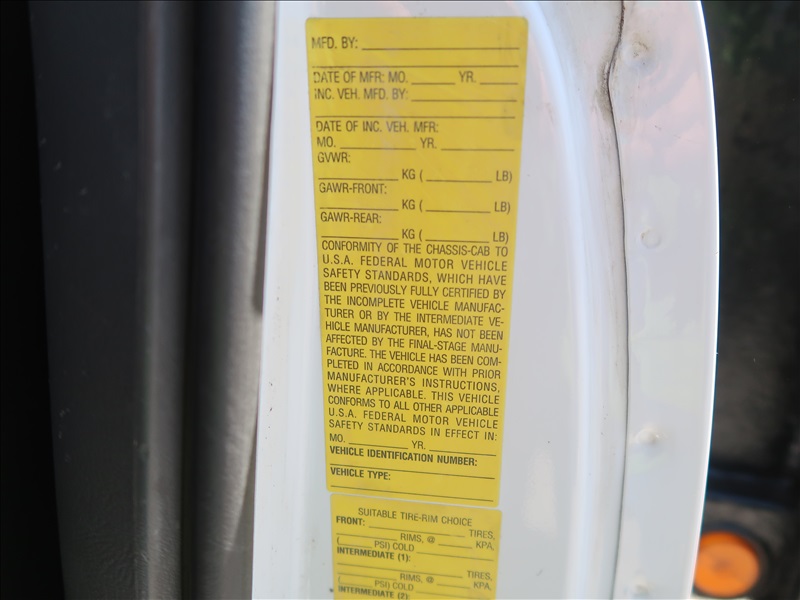 MFD. BY:
DATE OF MFR: MO. YR.
INC. VEH. MFD. BY:
DATE OF INC. VEH. MFR:
MO. YR.
GVWR:
KG ( LB)
GAWR-FRONT:
KG ( LB)
GAWR-REAR:
KG ( LB)
CONFORMITY OF THE CHASSIS-CAB TO
U.S.A. FEDERAL MOTOR VEHICLE
SAFETY STANDARDS, WHICH HAVE
BEEN PREVIOUSLY FULLY CERTIFIED BY
THE INCOMPLETE VEHICLE MANUFAC-
TURER OR BY THE INTERMEDIATE VE-
HICLE MANUFACTURER, HAS NOT BEEN
AFFECTED BY THE FINAL-STAGE MANU-
FACTURE. THE VEHICLE HAS BEEN COM-
PLETED IN ACCORDANCE WITH PRIOR
MANUFACTURER'S INSTRUCTIONS,
WHERE APPLICABLE. THIS VEHICLE
CONFORMS TO ALL OTHER APPLICABLE
U.S.A. FEDERAL MOTOR VEHICLE
SAFETY STANDARDS IN EFFECT IN:
MO. YR.
VEHICLE IDENTIFICATION NUMBER:
VEHICLE TYPE:
SUITABLE TIRE-RIM CHOICE
FRONT: TIRES,
RIMS, @ KPA,
( PSI) COLD
INTERMEDIATE (1):
TIRES,
RIMS, @ KPA,
( PSI) COLD
INTERMEDIATE (2):